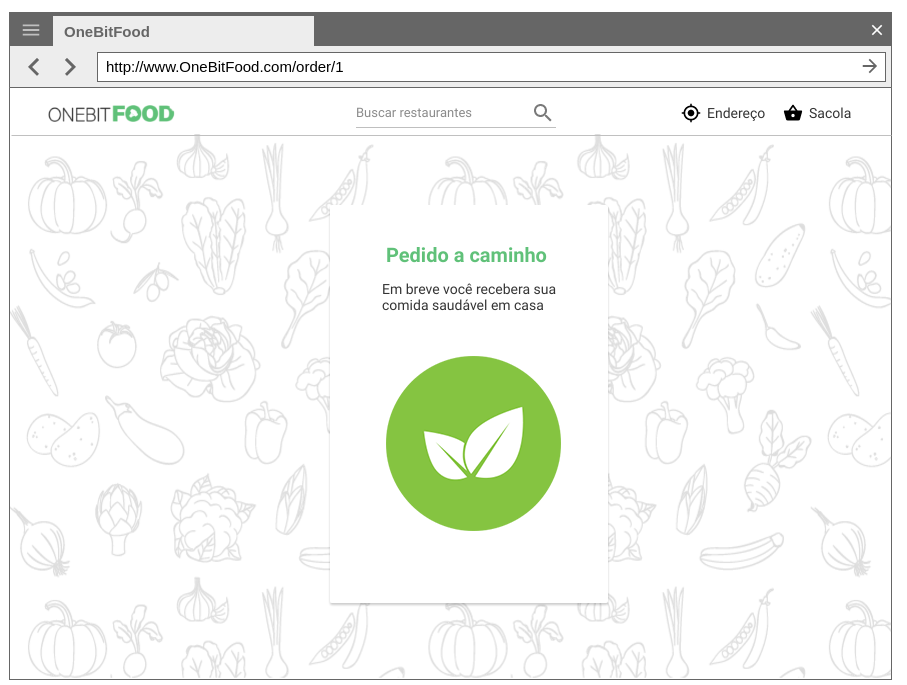 OneBitFood
http://www.OneBitFood.com/order/1
ONEBITFOOD
Buscar restaurantes
Endereço
Sacola
Pedido a caminho
Em breve você recebera sua
comida saudável em casa